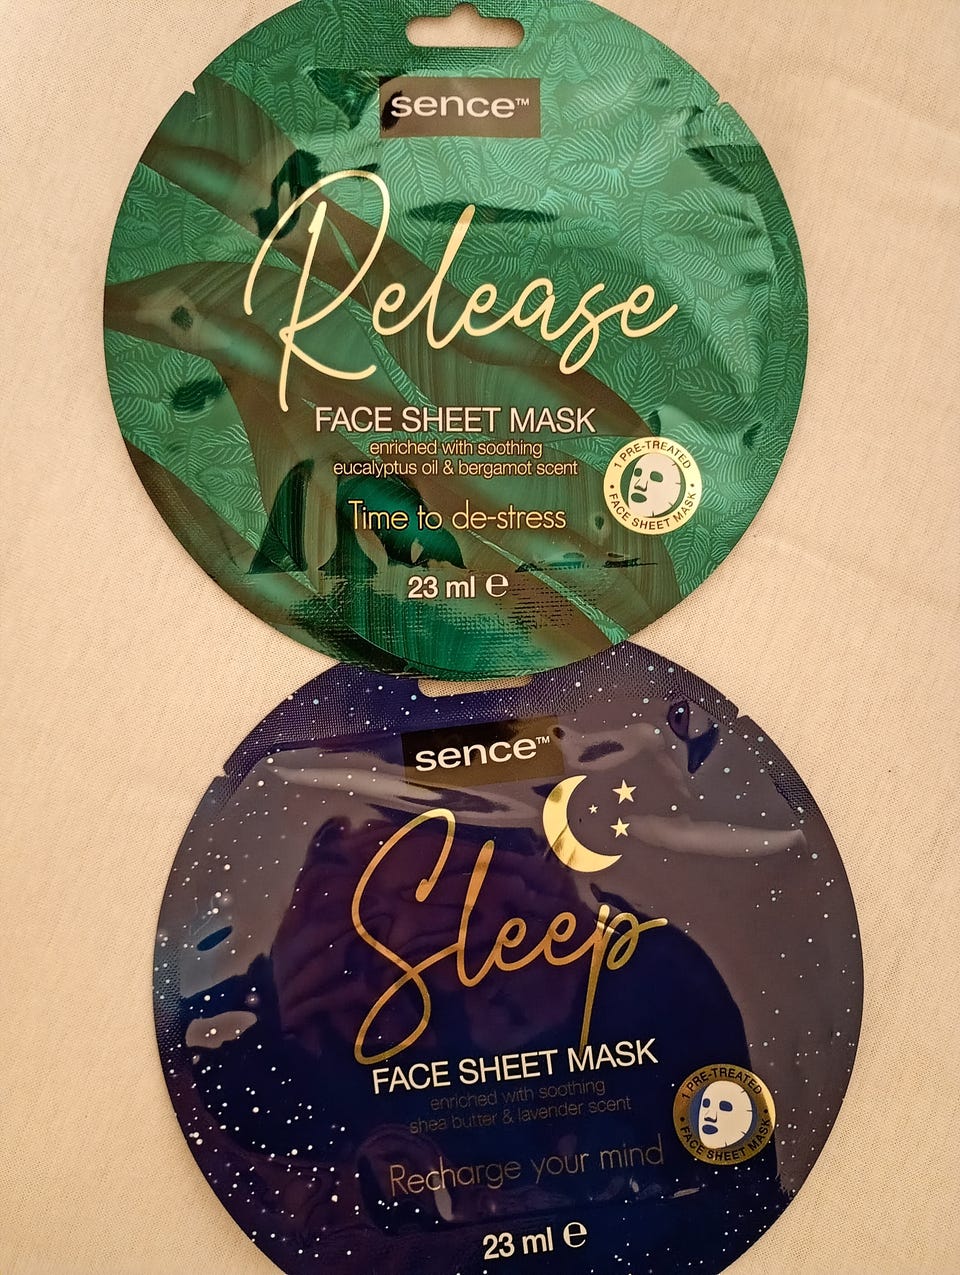 sence™
Release
FACE SHEET MASK
enriched with soothing
eucalyptus oil & bergamot scent
Time to de-stress
1 PRE-TREATED
• FACE SHEET MASK •
23 ml ℮
sence™
Sleep
FACE SHEET MASK
enriched with soothing
shea butter & lavender scent
Recharge your mind
1 PRE-TREATED
• FACE SHEET MASK •
23 ml ℮